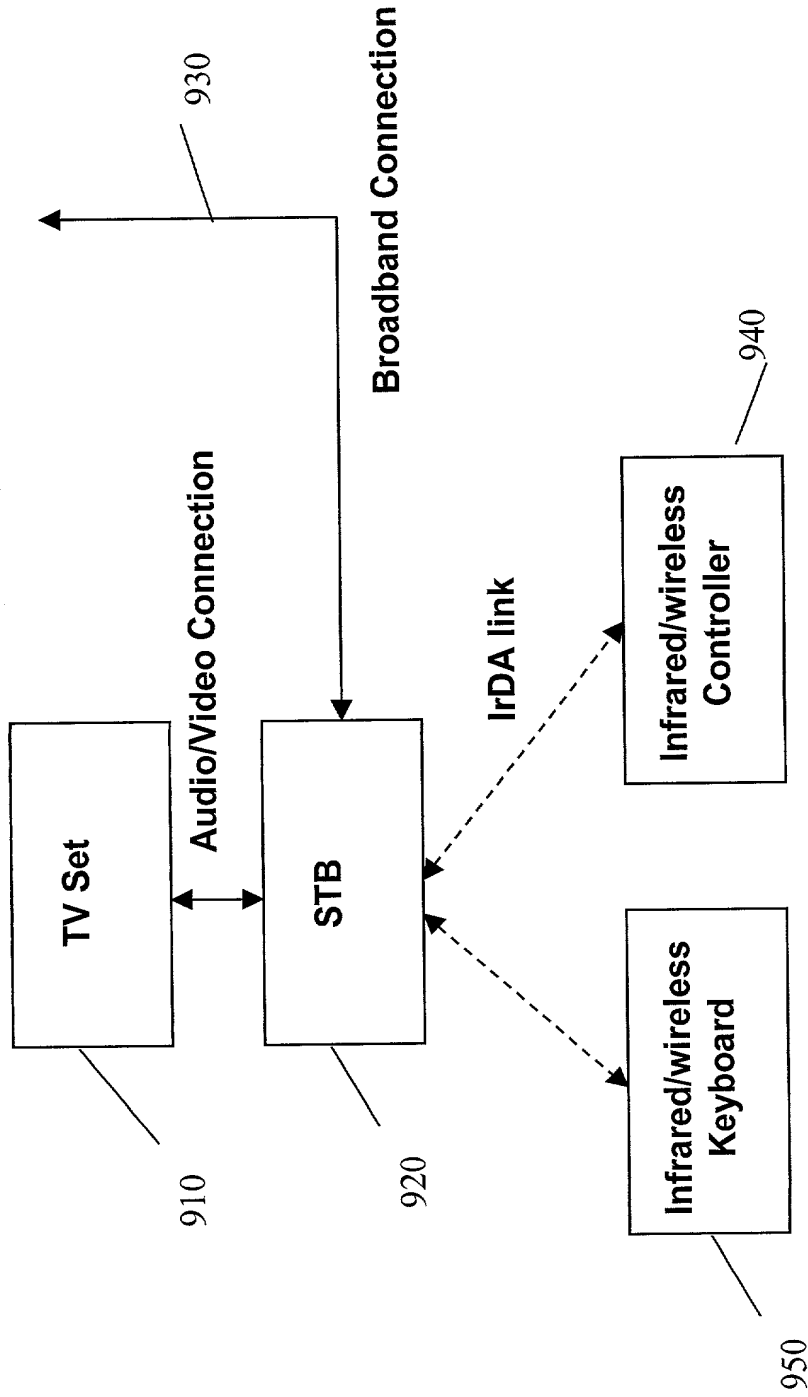 TV Set
910
Audio/Video Connection
STB
920
930
Broadband Connection
IrDA link
Infrared/wireless
Keyboard
950
Infrared/wireless
Controller
940